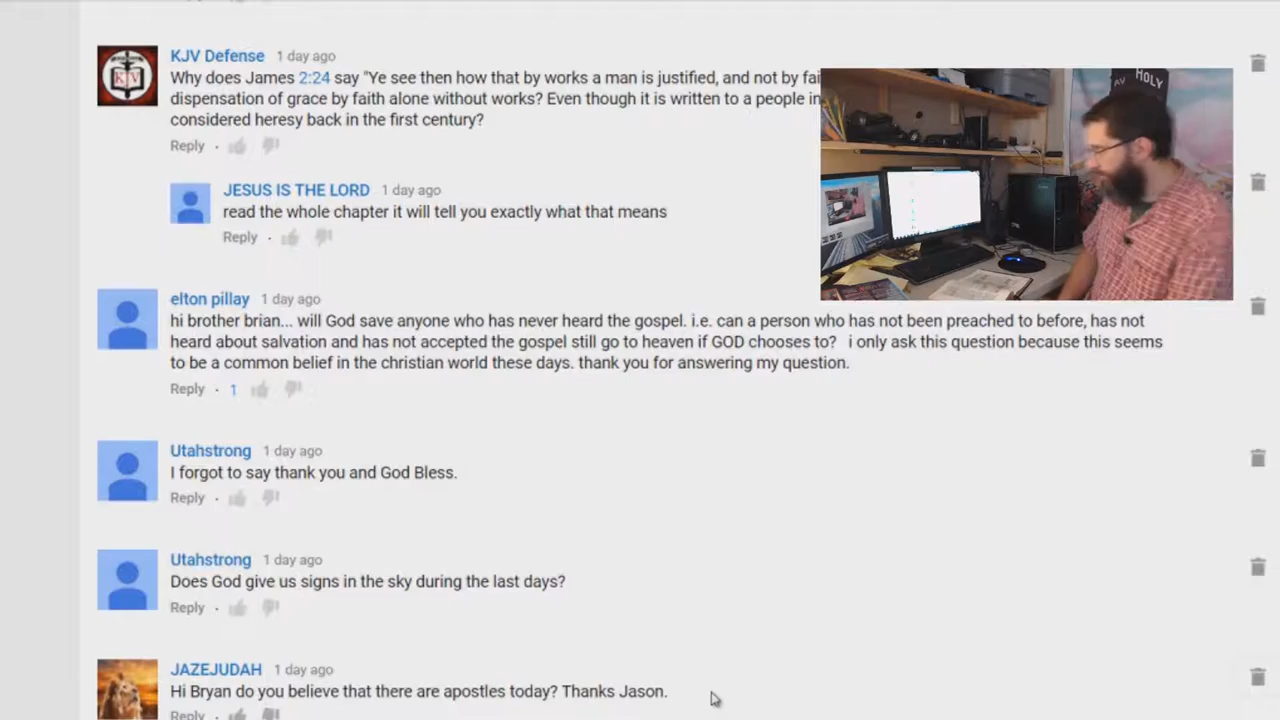 Reply
KJV Defense 1 day ago
Why does James 2:24 say "Ye see then how that by works a man is justified, and not by fai
dispensation of grace by faith alone without works? Even though it is written to a people in
considered heresy back in the first century?
Reply
JESUS IS THE LORD 1 day ago
read the whole chapter it will tell you exactly what that means
Reply
elton pillay 1 day ago
hi brother brian... will God save anyone who has never heard the gospel. i.e. can a person who has not been preached to before, has not
heard about salvation and has not accepted the gospel still go to heaven if GOD chooses to? i only ask this question because this seems
to be a common belief in the christian world these days. thank you for answering my question.
Reply · 1
Utahstrong 1 day ago
I forgot to say thank you and God Bless.
Reply
Utahstrong 1 day ago
Does God give us signs in the sky during the last days?
Reply
JAZEJUDAH 1 day ago
Hi Bryan do you believe that there are apostles today? Thanks Jason.
Reply
KJV
AV HOLY